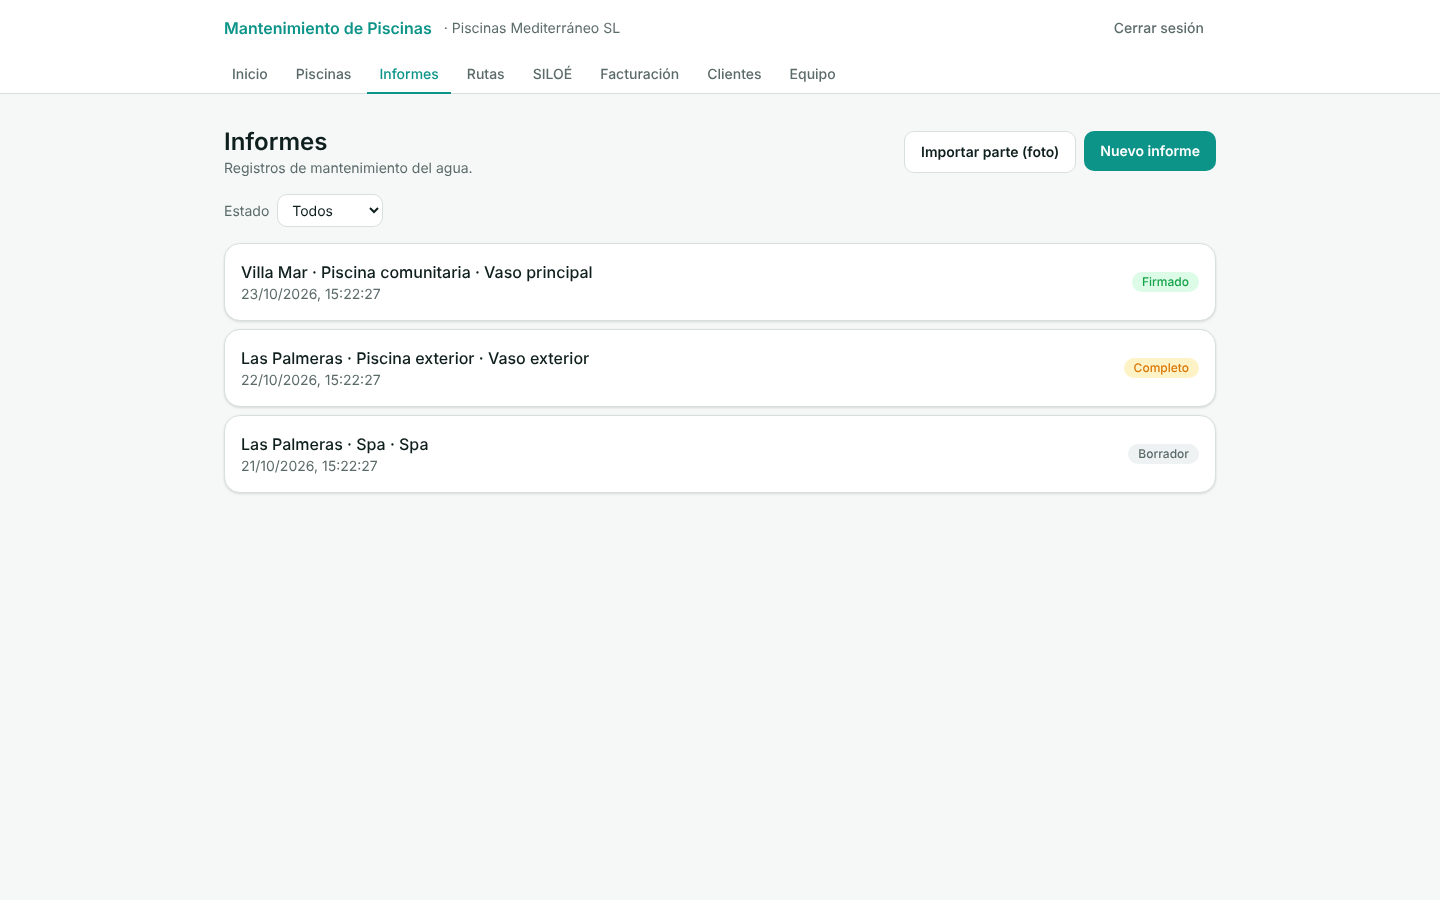 Mantenimiento de Piscinas · Piscinas Mediterráneo SL
Cerrar sesión
Inicio Piscinas Informes Rutas SILOÉ Facturación Clientes Equipo
Informes
Registros de mantenimiento del agua.
Importar parte (foto)
Nuevo informe
Estado Todos
Villa Mar · Piscina comunitaria · Vaso principal
23/10/2026, 15:22:27
Firmado
Las Palmeras · Piscina exterior · Vaso exterior
22/10/2026, 15:22:27
Completo
Las Palmeras · Spa · Spa
21/10/2026, 15:22:27
Borrador